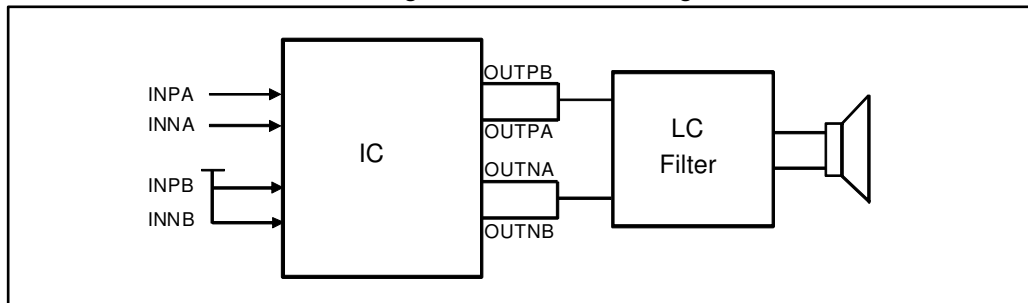 INPA
INNA
INPB
INNB
IC
OUTPB
OUTPA
OUTNA
OUTNB
LC
Filter